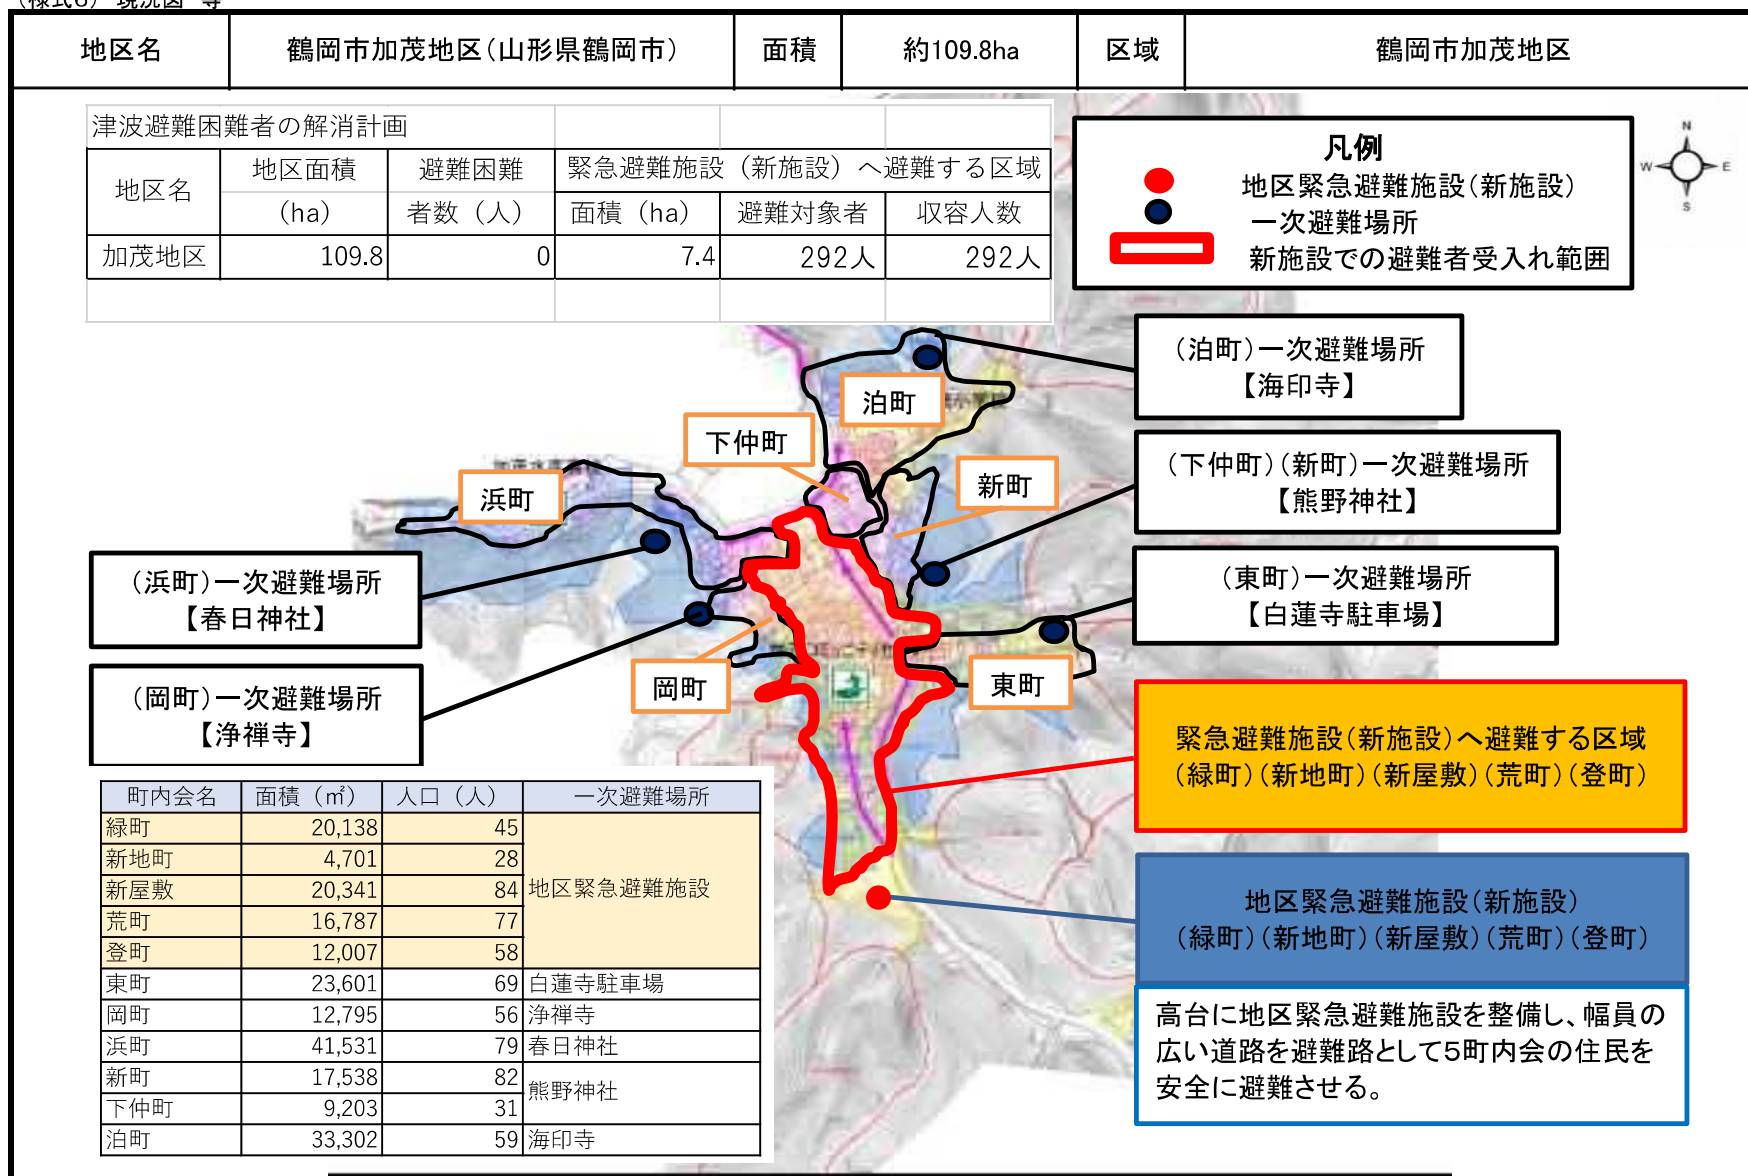 (様式6) 現況図 等
地区名 鶴岡市加茂地区(山形県鶴岡市) 面積 約109.8ha 区域 鶴岡市加茂地区
津波避難困難者の解消計画
地区名 地区面積 避難困難 緊急避難施設(新施設)へ避難する区域
(ha) 者数(人) 面積(ha) 避難対象者 収容人数
加茂地区 109.8 0 7.4 292人 292人
凡例
地区緊急避難施設(新施設)
一次避難場所
新施設での避難者受入れ範囲
N
W E
S
(泊町)一次避難場所
【海印寺】
泊町
下仲町
(下仲町)(新町)一次避難場所
【熊野神社】
新町
浜町
(浜町)一次避難場所
【春日神社】
(東町)一次避難場所
【白蓮寺駐車場】
岡町
東町
(岡町)一次避難場所
【浄禅寺】
緊急避難施設(新施設)へ避難する区域
(緑町)(新地町)(新屋敷)(荒町)(登町)
地区緊急避難施設(新施設)
(緑町)(新地町)(新屋敷)(荒町)(登町)
高台に地区緊急避難施設を整備し、幅員の
広い道路を避難路として5町内会の住民を
安全に避難させる。
町内会名 面積(㎡) 人口(人) 一次避難場所
緑町 20,138 45
新地町 4,701 28
新屋敷 20,341 84 地区緊急避難施設
荒町 16,787 77
登町 12,007 58
東町 23,601 69 白蓮寺駐車場
岡町 12,795 56 浄禅寺
浜町 41,531 79 春日神社
新町 17,538 82 熊野神社
下仲町 9,203 31
泊町 33,302 59 海印寺